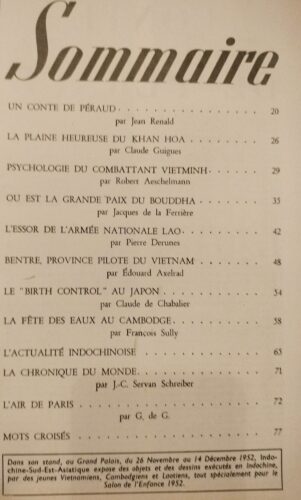 Sommaire
UN CONTE DE PÉRAUD . . . . . . . . . . 20
par Jean Renald
LA PLAINE HEUREUSE DU KHAN HOA . . . . . 26
par Claude Guigues
PSYCHOLOGIE DU COMBATTANT VIETMINH . . . . 29
par Robert Aeschelmann
OU EST LA GRANDE PAIX DU BOUDDHA . . . . 35
par Jacques de la Ferrière
L'ESSOR DE L'ARMÉE NATIONALE LAO . . . . . 42
par Pierre Derunes
BENTRE, PROVINCE PILOTE DU VIETNAM . . . . 48
par Édouard Axelrad
LE "BIRTH CONTROL" AU JAPON . . . . . . . 54
par Claude de Chabalier
LA FÊTE DES EAUX AU CAMBODGE . . . . . . 58
par François Sully
L'ACTUALITÉ INDOCHINOISE . . . . . . . . 65
LA CHRONIQUE DU MONDE . . . . . . . . . 71
par J.-C. Servan Schreiber
L'AIR DE PARIS . . . . . . . . . . . . 72
par G. de G.
MOTS CROISÉS . . . . . . . . . . . . . 77
Dans son stand, au Grand Palais, du 26 Novembre au 14 Décembre 1952, Indo-
chine-Sud-Est-Asiatique expose des objets et des dessins exécutés en Indochine,
par des jeunes Vietnamiens, Cambodgiens et Laotiens, tout spécialement pour le
Salon de l'Enfance 1952.